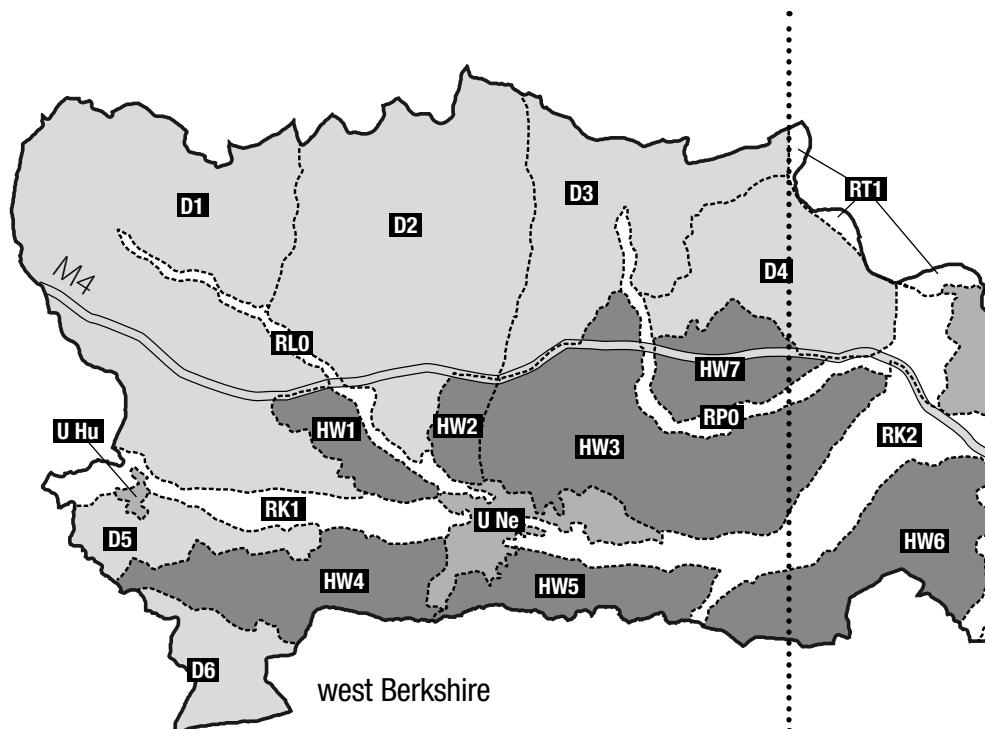 RT1
D1
D3
D2
M4
D4
RL0
HW7
RP0
U Hu
HW1
HW2
HW3
RK2
RK1
U Ne
D5
HW6
HW4
HW5
D6
west Berkshire